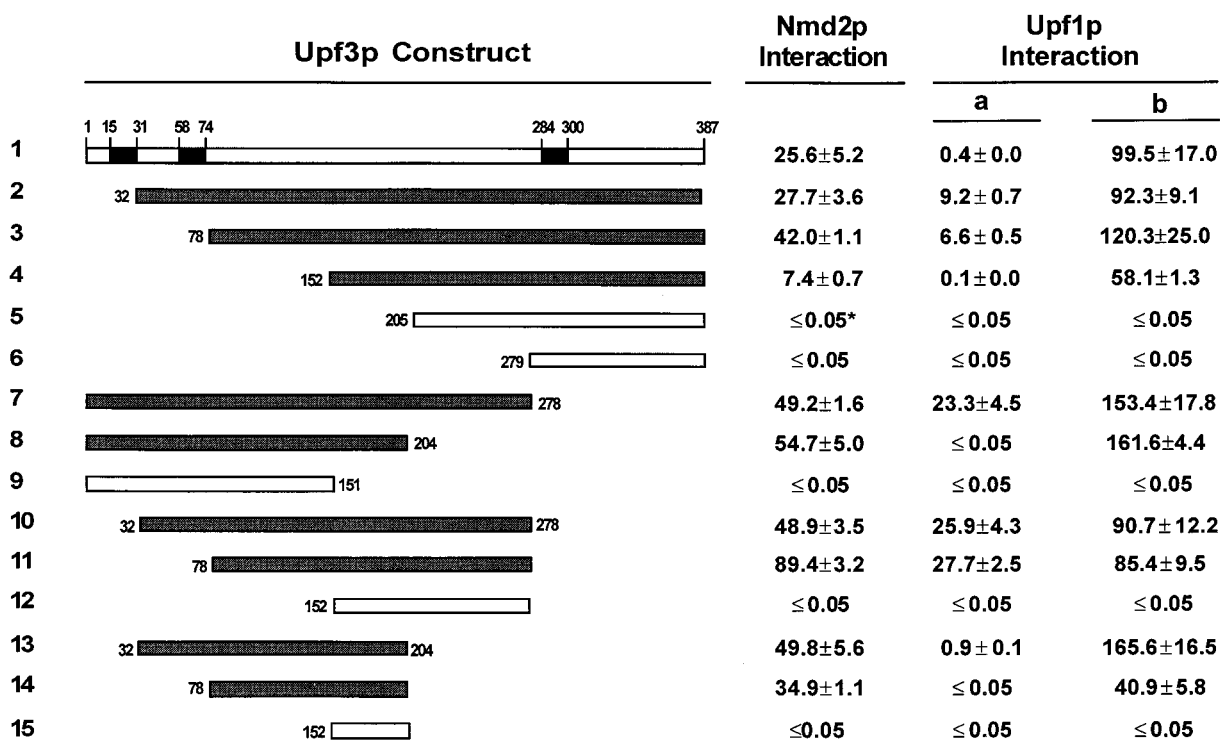 Upf3p Construct
Nmd2p Interaction
Upf1p Interaction
a b
1 15 31 58 74 284 300 387
1 25.6±5.2 0.4±0.0 99.5±17.0
2 32 27.7±3.6 9.2±0.7 92.3±9.1
3 78 42.0±1.1 6.6±0.5 120.3±25.0
4 152 7.4±0.7 0.1±0.0 58.1±1.3
5 205 ≤0.05* ≤0.05 ≤0.05
6 279 ≤0.05 ≤0.05 ≤0.05
7 278 49.2±1.6 23.3±4.5 153.4±17.8
8 204 54.7±5.0 ≤0.05 161.6±4.4
9 151 ≤0.05 ≤0.05 ≤0.05
10 32 278 48.9±3.5 25.9±4.3 90.7±12.2
11 78 89.4±3.2 27.7±2.5 85.4±9.5
12 152 ≤0.05 ≤0.05 ≤0.05
13 32 204 49.8±5.6 0.9±0.1 165.6±16.5
14 78 34.9±1.1 ≤0.05 40.9±5.8
15 152 ≤0.05 ≤0.05 ≤0.05